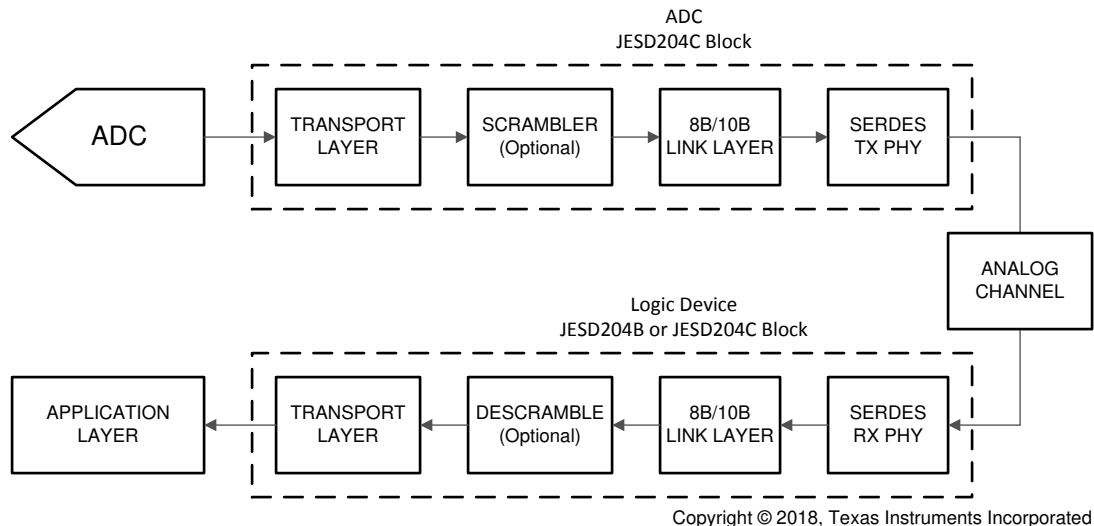 ADC
JESD204C Block
ADC
TRANSPORT
LAYER
SCRAMBLER
(Optional)
8B/10B
LINK LAYER
SERDES
TX PHY
ANALOG
CHANNEL
Logic Device
JESD204B or JESD204C Block
APPLICATION
LAYER
TRANSPORT
LAYER
DESCRAMBLE
(Optional)
8B/10B
LINK LAYER
SERDES
RX PHY
Copyright © 2018, Texas Instruments Incorporated